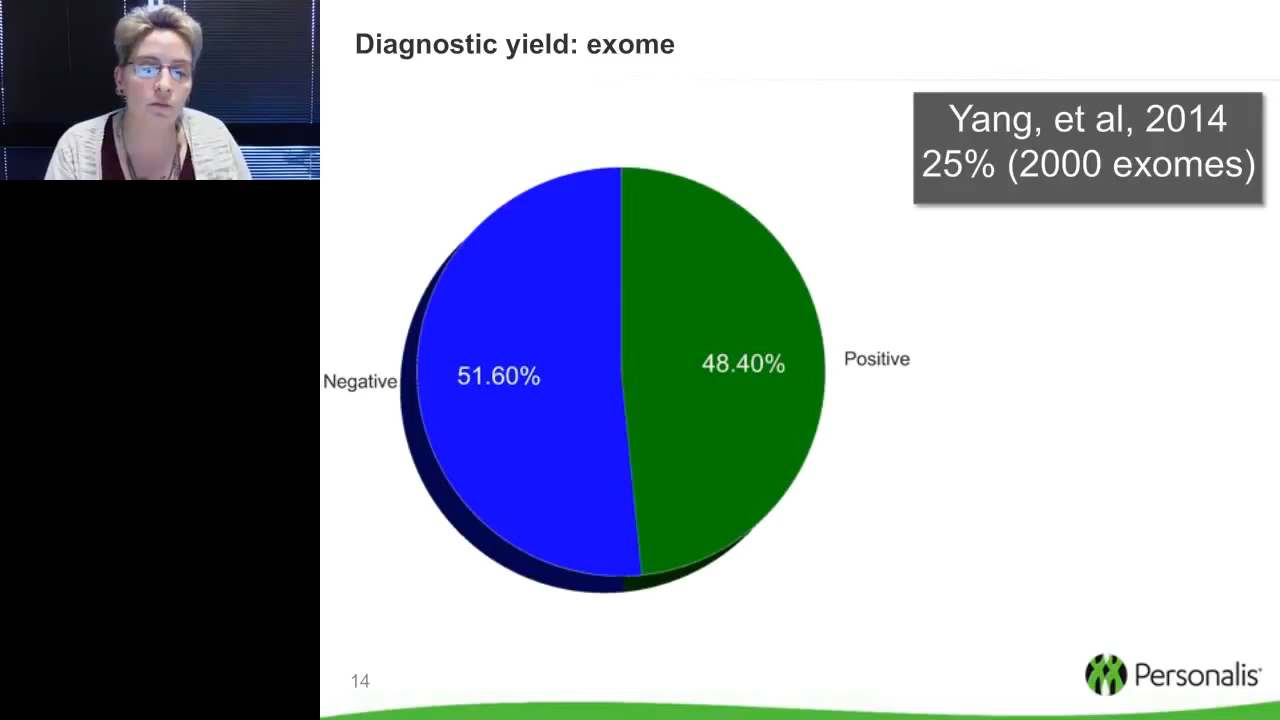 Diagnostic yield: exome
Yang, et al, 2014
25% (2000 exomes)
Negative
51.60%
48.40%
Positive
14
Personalis